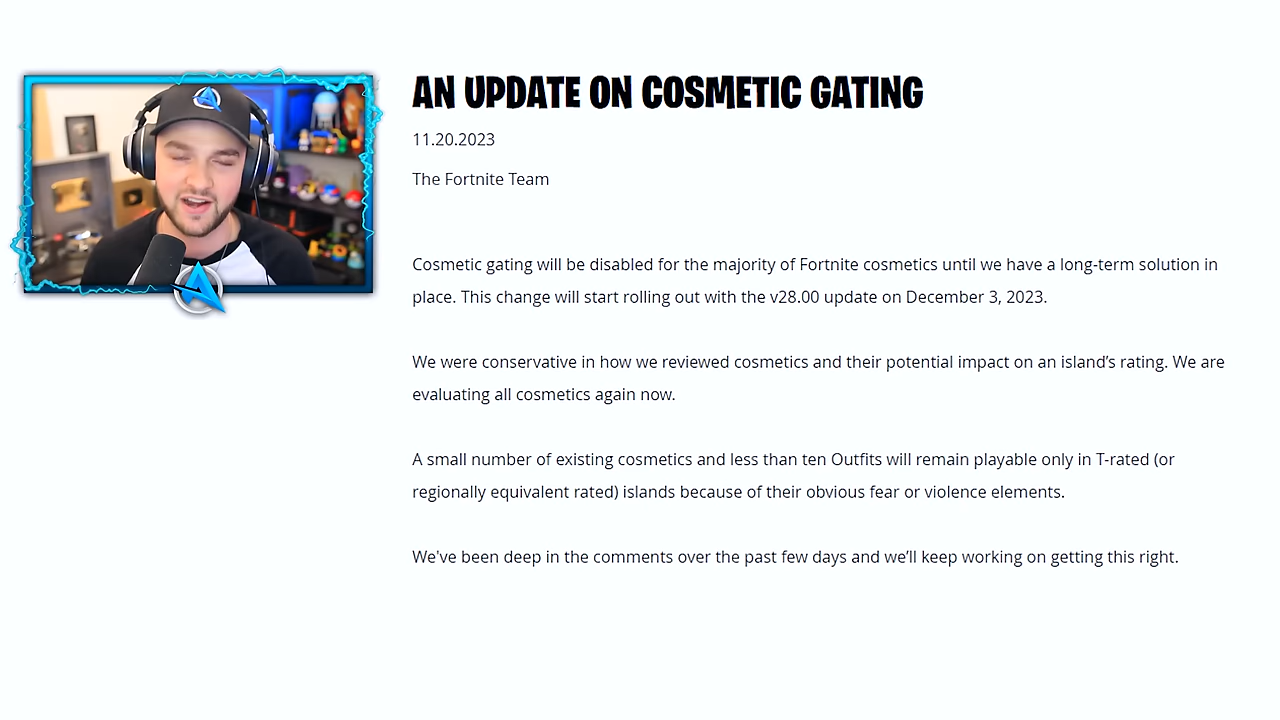 AN UPDATE ON COSMETIC GATING
11.20.2023
The Fortnite Team
Cosmetic gating will be disabled for the majority of Fortnite cosmetics until we have a long-term solution in
place. This change will start rolling out with the v28.00 update on December 3, 2023.
We were conservative in how we reviewed cosmetics and their potential impact on an island’s rating. We are
evaluating all cosmetics again now.
A small number of existing cosmetics and less than ten Outfits will remain playable only in T-rated (or
regionally equivalent rated) islands because of their obvious fear or violence elements.
We've been deep in the comments over the past few days and we’ll keep working on getting this right.